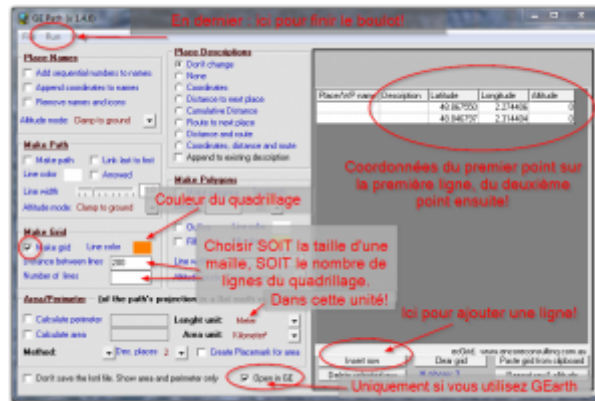 GE Path (v 1.4.6)
Run
En dernier : ici pour finir le boulot!
Place Names
Add sequential numbers to names
Append coordinates to names
Remove names and icons
Altitude mode: Clamp to ground
Make Path
Make path
Link last to first
Line color
Arrowed
Line width
Altitude mode: Clamp to ground
Make Grid
Make grid
Line color
Distance between lines 200
Number of lines
Place Descriptions
Don't change
None
Coordinates
Distance to next place
Cumulative Distance
Route to next place
Distance and route
Coordinates, distance and route
Append to existing description
Make Polygons
Couleur du quadrillage
Choisir SOIT la taille d'une
maille, SOIT le nombre de
lignes du quadrillage.
Dans cette unité!
Area/Perimeter (of the path's projection
Calculate perimeter
Calculate area
Lenght unit: Meter
Area unit: Kilometer²
Method:
Dec. places 2
Create Placemark for area
Don't save the kml file. Show area and perimeter only
Open in GE
Place/WP name Description Latitude Longitude Altitude
0
0
Coordonnées du premier point sur
la première ligne, du deuxième
point ensuite!
Ici pour ajouter une ligne!
Insert row
Clear grid
Paste grid from clipboard
Uniquement si vous utilisez GEarth